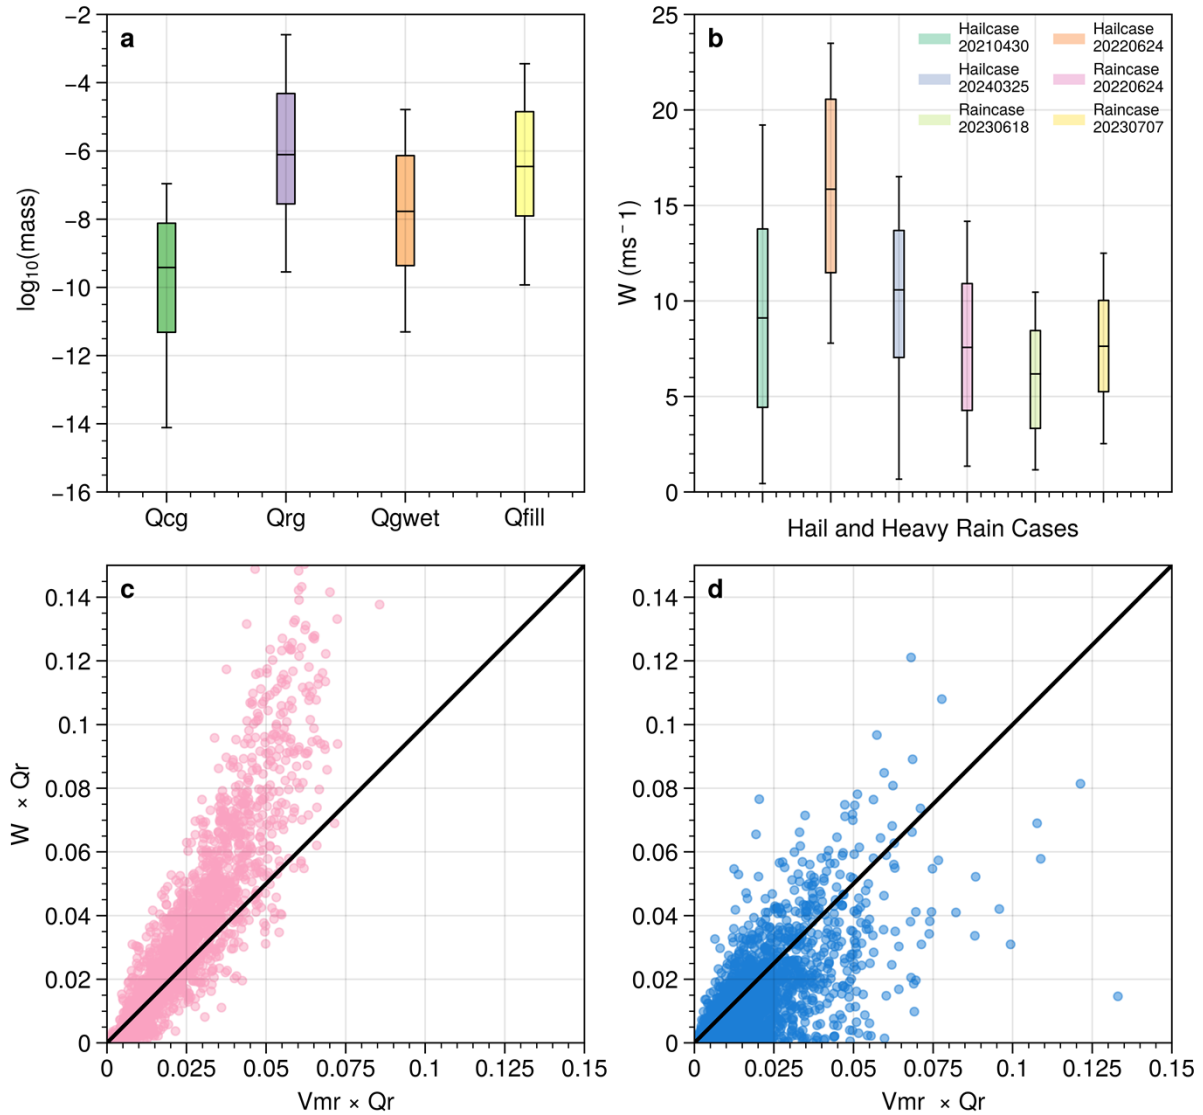 a
−2
−4
−6
−8
−10
−12
−14
−16
log₁₀(mass)
Qcg
Qrg
Qgwet
Qfill
b
25
20
15
10
5
0
W (ms⁻1)
Hailcase
20210430
Hailcase
20220624
Hailcase
20240325
Raincase
20220624
Raincase
20230618
Raincase
20230707
Hail and Heavy Rain Cases
c
0.14
0.12
0.1
0.08
0.06
0.04
0.02
0
W × Qr
0
0.025
0.05
0.075
0.1
0.125
0.15
Vmr × Qr
d
0.14
0.12
0.1
0.08
0.06
0.04
0.02
0
0
0.025
0.05
0.075
0.1
0.125
0.15
Vmr × Qr